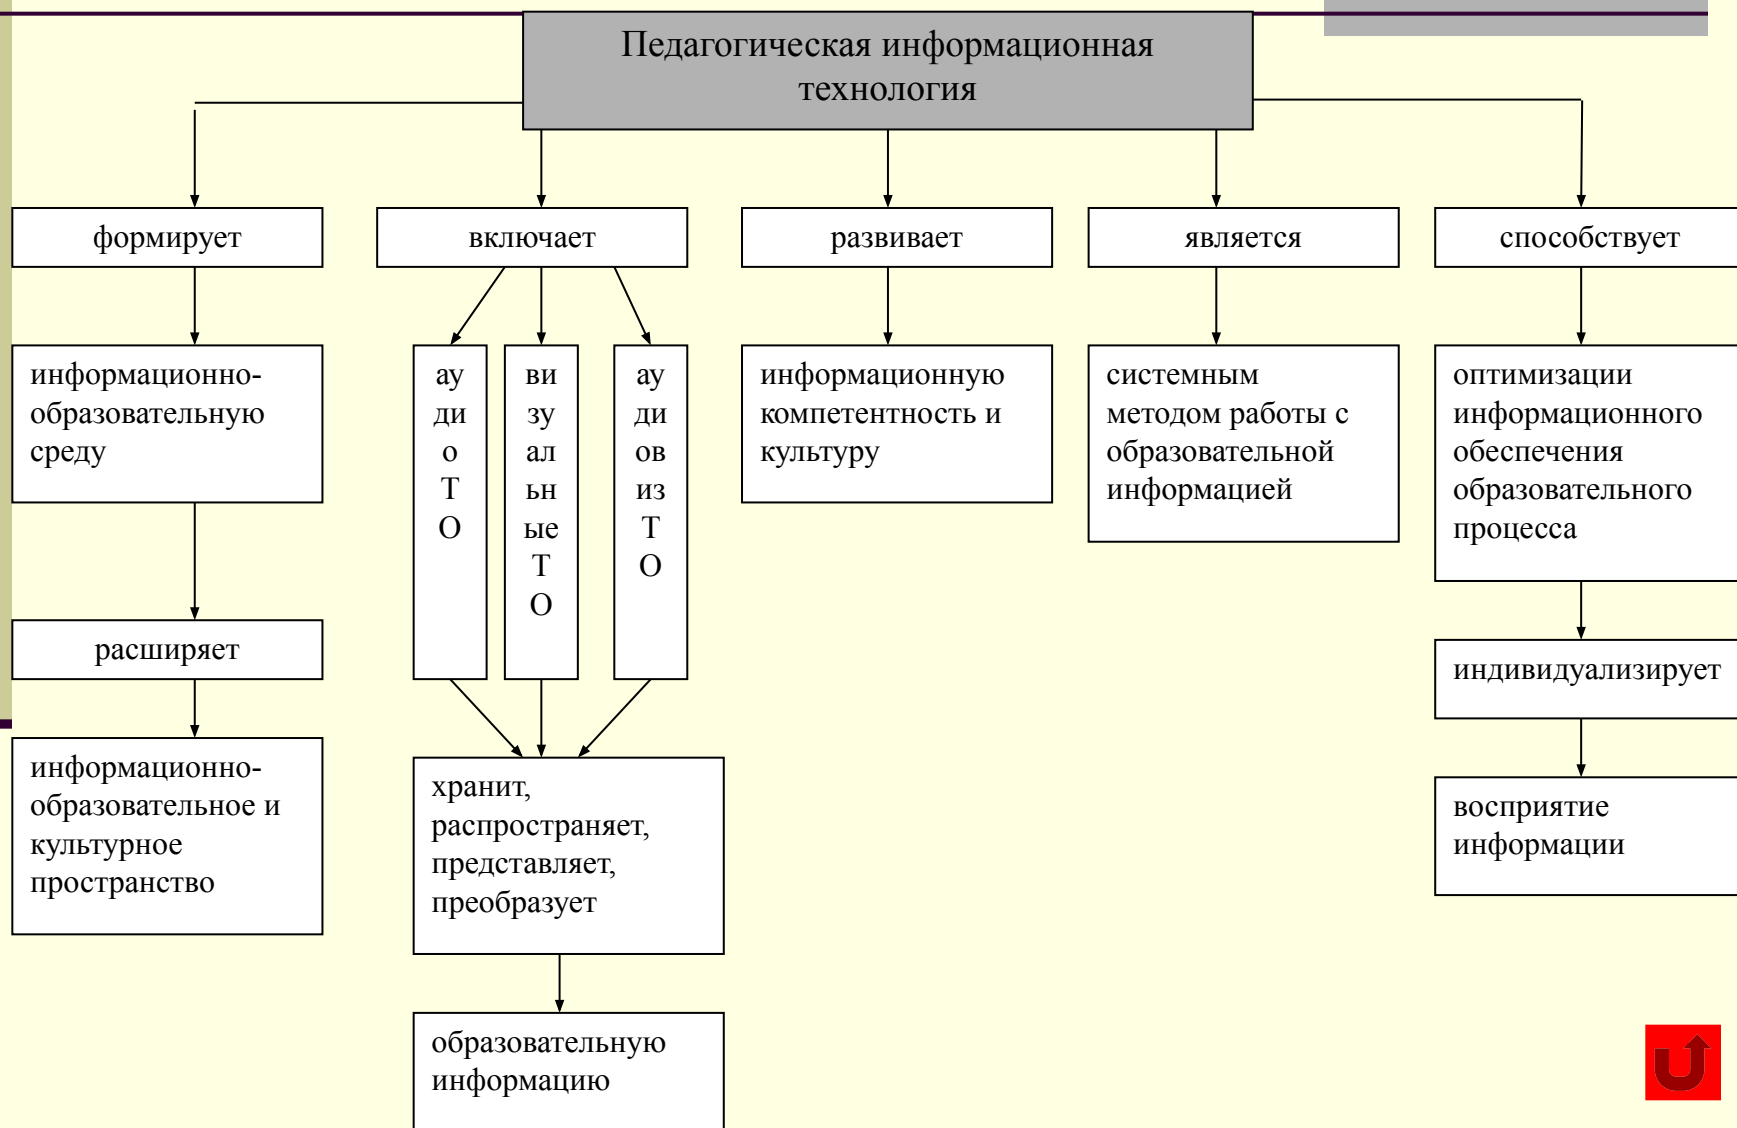 Педагогическая информационная
технология
формирует
включает
развивает
является
способствует
информационно-
образовательную
среду
ау
ди
о
Т
О
ви
зу
ал
ьн
ые
Т
О
ау
ди
ов
из
Т
О
информационную
компетентность и
культуру
системным
методом работы с
образовательной
информацией
оптимизации
информационного
обеспечения
образовательного
процесса
расширяет
индивидуализирует
информационно-
образовательное и
культурное
пространство
хранит,
распространяет,
представляет,
преобразует
восприятие
информации
образовательную
информацию